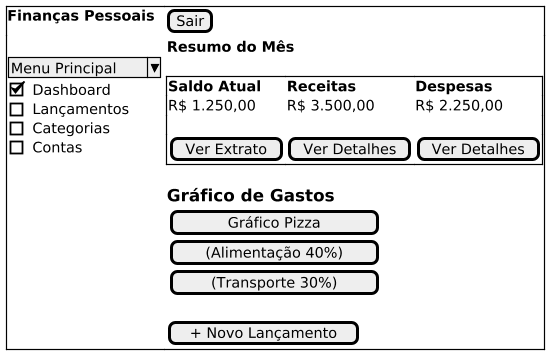 Finanças Pessoais
Sair
Resumo do Mês
Menu Principal
Dashboard
Lançamentos
Categorias
Contas
Saldo Atual Receitas Despesas
R$ 1.250,00 R$ 3.500,00 R$ 2.250,00
Ver Extrato Ver Detalhes Ver Detalhes
Gráfico de Gastos
Gráfico Pizza
(Alimentação 40%)
(Transporte 30%)
+ Novo Lançamento